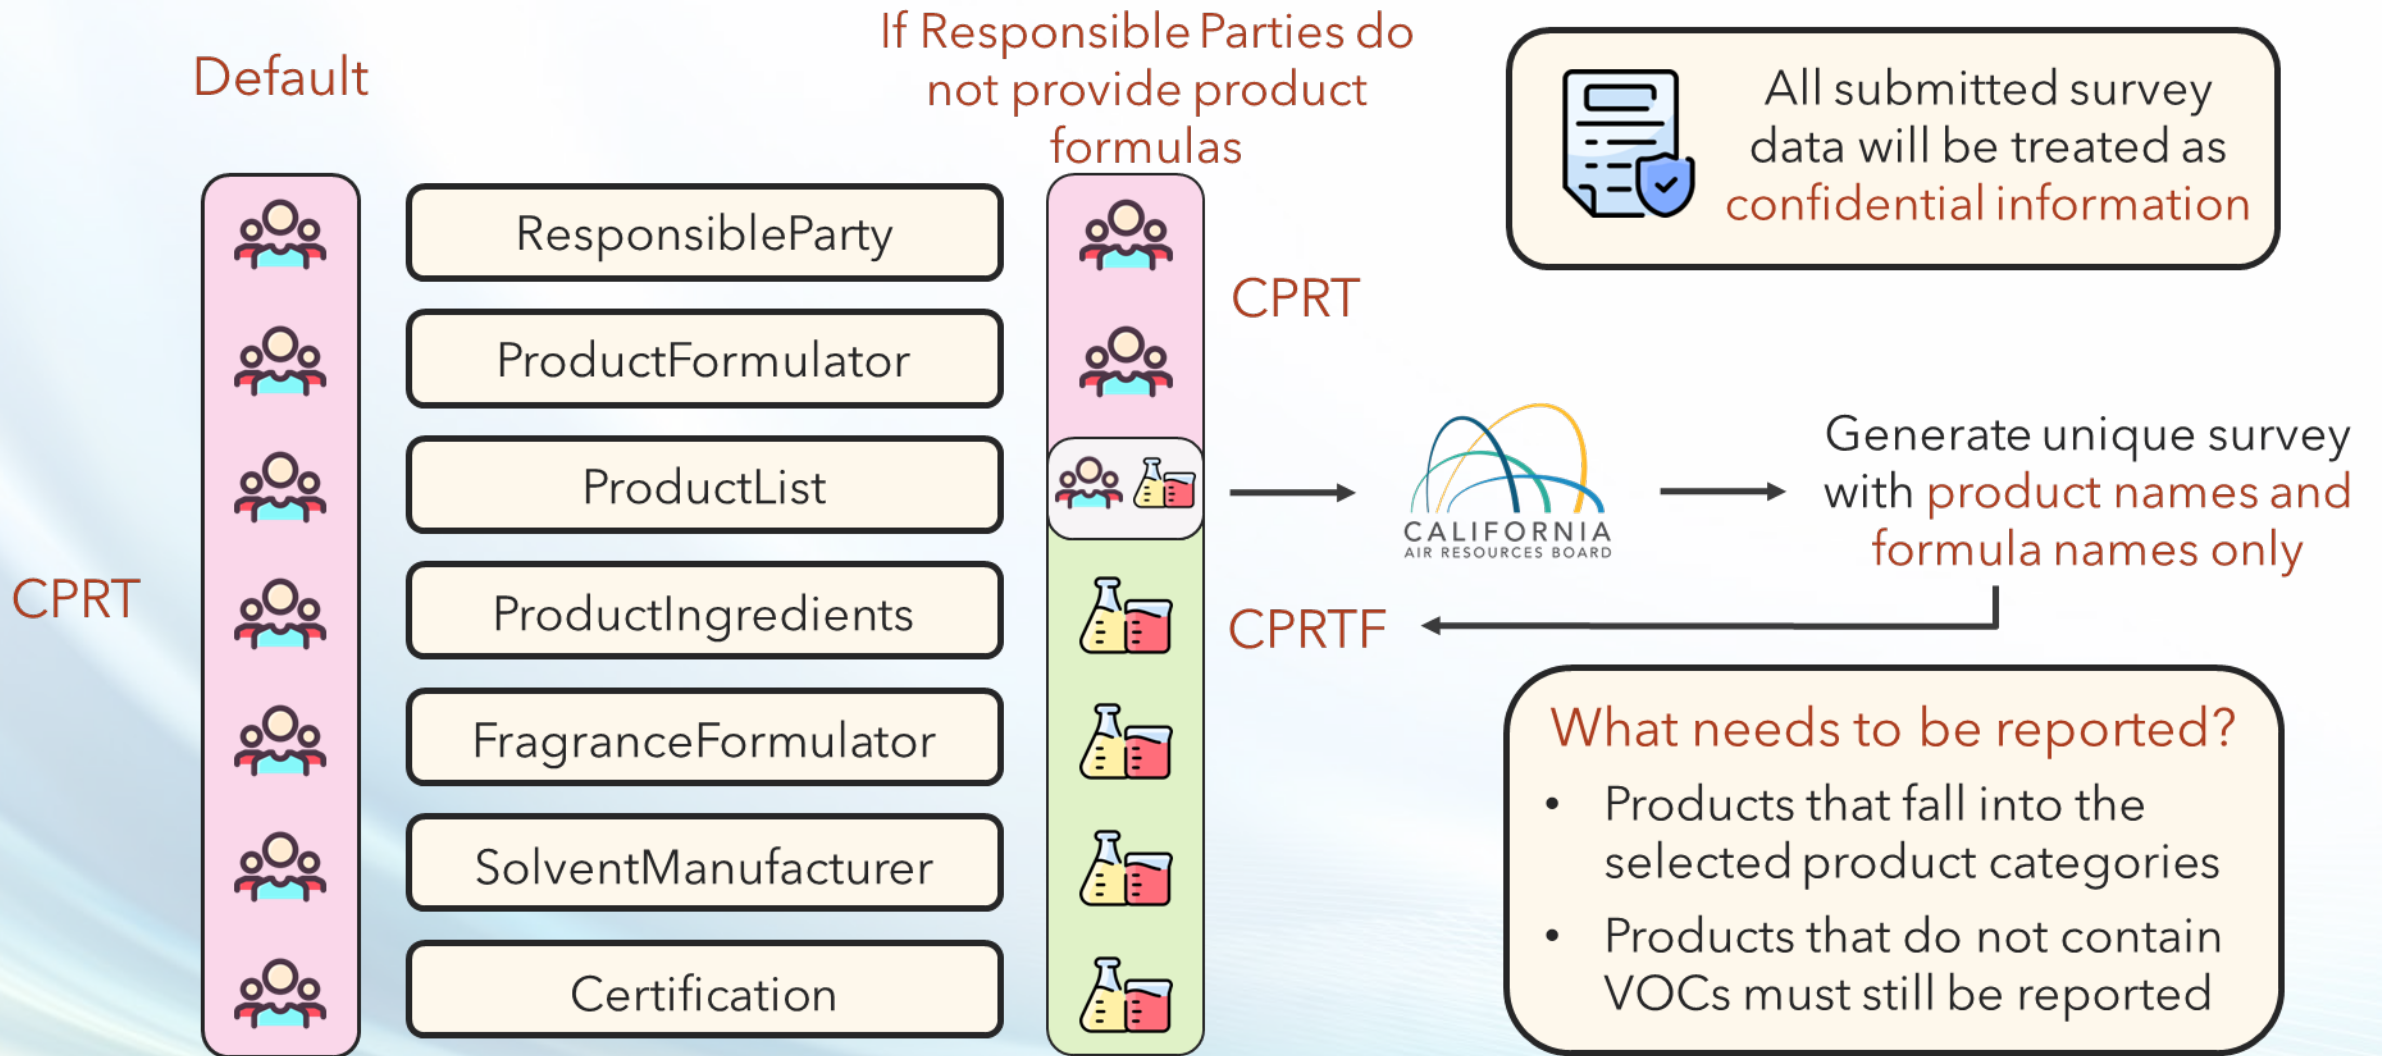 Default
If Responsible Parties do
not provide product
formulas
All submitted survey
data will be treated as
confidential information
ResponsibleParty
CPRT
ProductFormulator
ProductList
CALIFORNIA
AIR RESOURCES BOARD
Generate unique survey
with product names and
formula names only
CPRT
ProductIngredients
CPRTF
FragranceFormulator
SolventManufacturer
Certification
What needs to be reported?
• Products that fall into the
selected product categories
• Products that do not contain
VOCs must still be reported